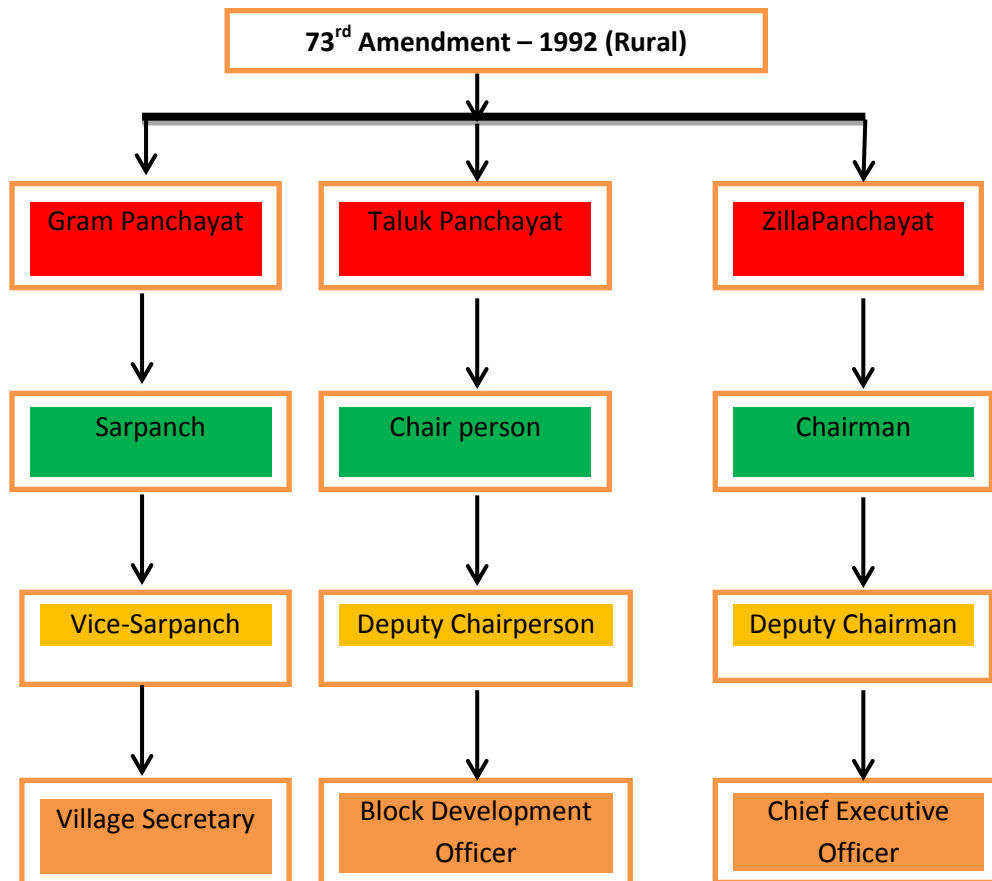 73rd Amendment – 1992 (Rural)
Gram Panchayat
Taluk Panchayat
ZillaPanchayat
Sarpanch
Chair person
Chairman
Vice-Sarpanch
Deputy Chairperson
Deputy Chairman
Village Secretary
Block Development
Officer
Chief Executive
Officer